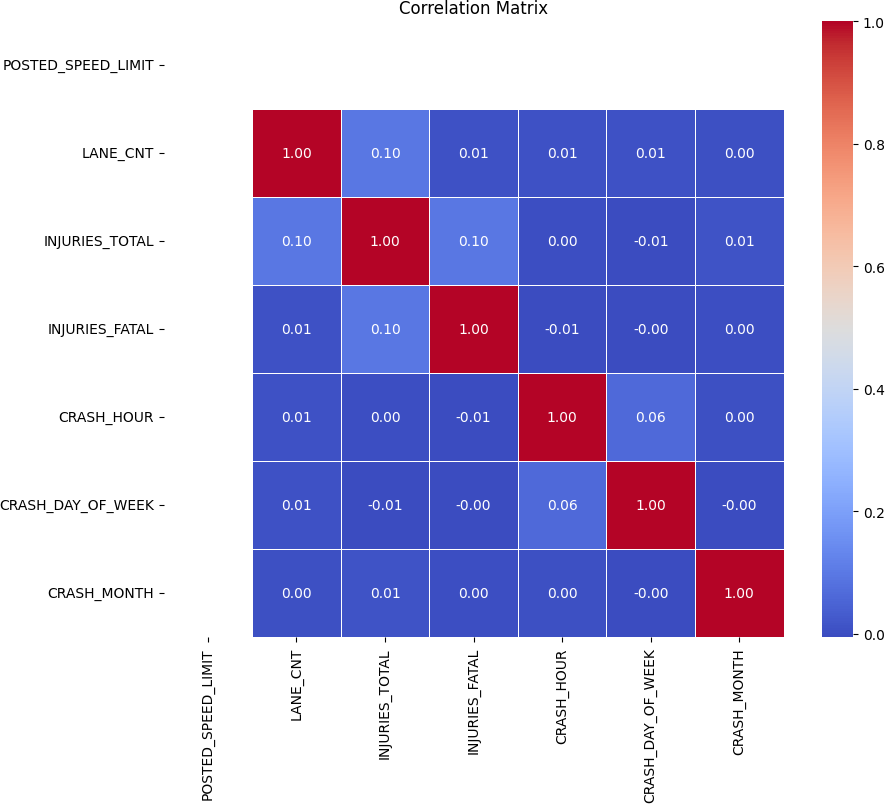 Correlation Matrix
POSTED_SPEED_LIMIT
LANE_CNT 1.00 0.10 0.01 0.01 0.01 0.00
INJURIES_TOTAL 0.10 1.00 0.10 0.00 -0.01 0.01
INJURIES_FATAL 0.01 0.10 1.00 -0.01 -0.00 0.00
CRASH_HOUR 0.01 0.00 -0.01 1.00 0.06 0.00
CRASH_DAY_OF_WEEK 0.01 -0.01 -0.00 0.06 1.00 -0.00
CRASH_MONTH 0.00 0.01 0.00 0.00 -0.00 1.00
POSTED_SPEED_LIMIT
LANE_CNT
INJURIES_TOTAL
INJURIES_FATAL
CRASH_HOUR
CRASH_DAY_OF_WEEK
CRASH_MONTH
1.0
0.8
0.6
0.4
0.2
0.0